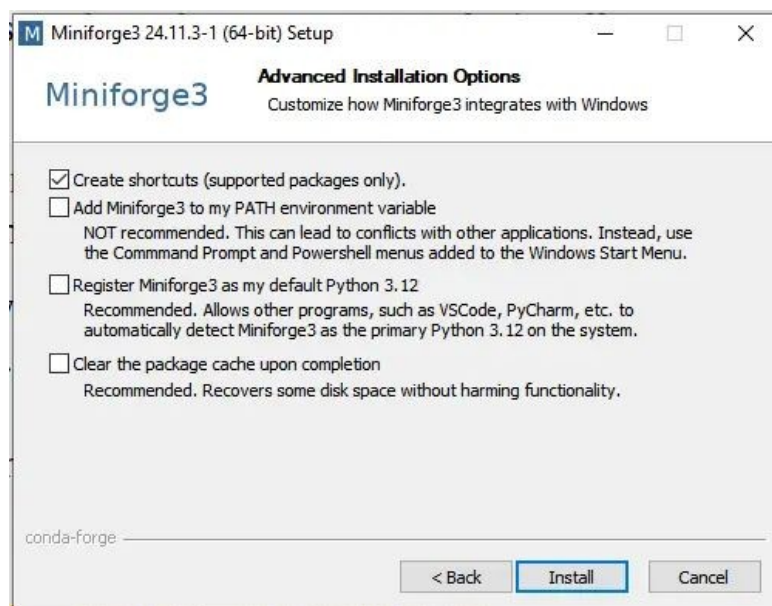 M Miniforge3 24.11.3-1 (64-bit) Setup
Miniforge3
Advanced Installation Options
Customize how Miniforge3 integrates with Windows
Create shortcuts (supported packages only).
Add Miniforge3 to my PATH environment variable
NOT recommended. This can lead to conflicts with other applications. Instead, use
the Commmand Prompt and Powershell menus added to the Windows Start Menu.
Register Miniforge3 as my default Python 3.12
Recommended. Allows other programs, such as VSCode, PyCharm, etc. to
automatically detect Miniforge3 as the primary Python 3.12 on the system.
Clear the package cache upon completion
Recommended. Recovers some disk space without harming functionality.
conda-forge
< Back
Install
Cancel